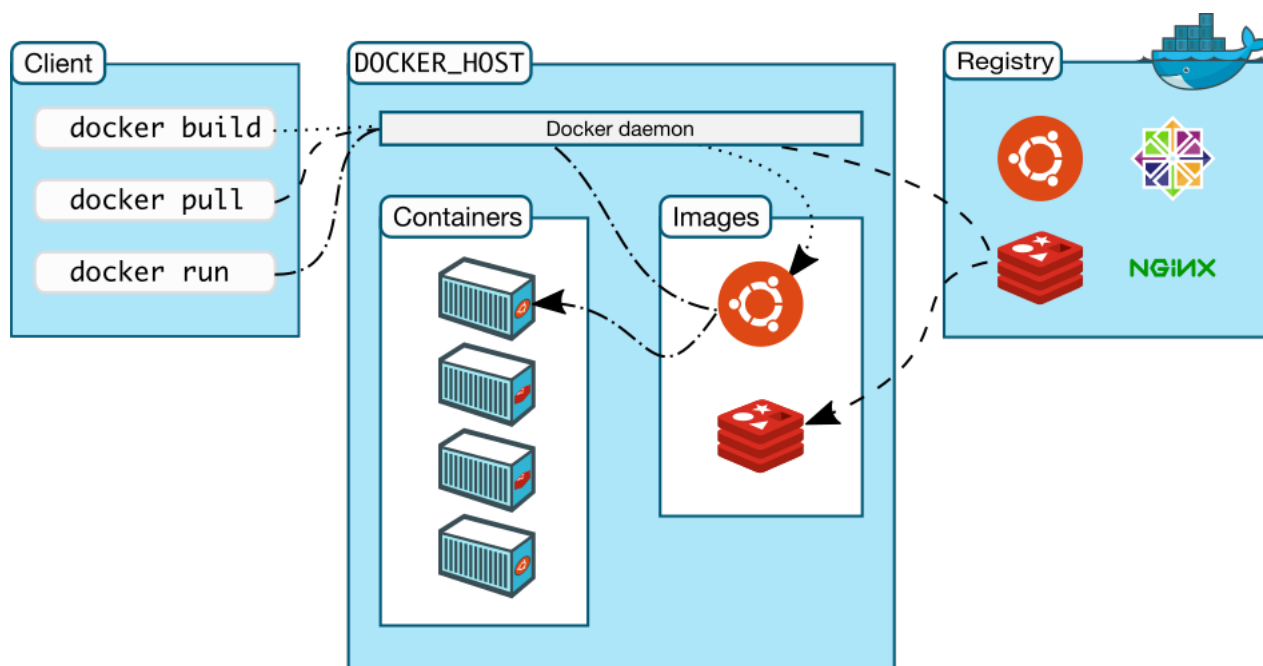 Client
docker build
docker pull
docker run
DOCKER_HOST
Docker daemon
Containers
Images
Registry
NGiNX